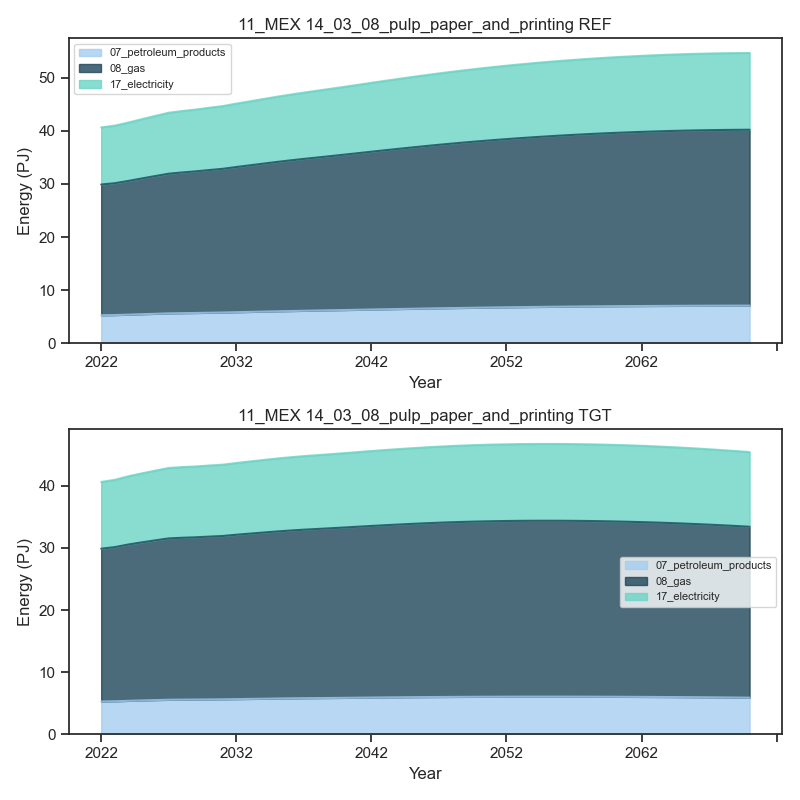 11_MEX 14_03_08_pulp_paper_and_printing REF
07_petroleum_products
08_gas
17_electricity
Energy (PJ)
50
40
30
20
10
0
2022 2032 2042 2052 2062
Year
11_MEX 14_03_08_pulp_paper_and_printing TGT
Energy (PJ)
40
30
20
10
0
07_petroleum_products
08_gas
17_electricity
2022 2032 2042 2052 2062
Year